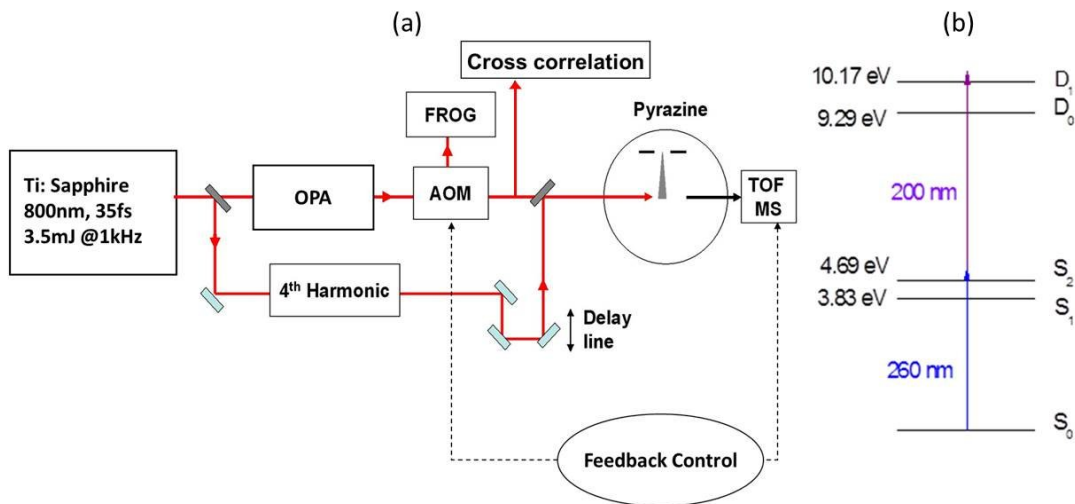 (a)
(b)
Cross correlation
FROG
Pyrazine
Ti: Sapphire
800nm, 35fs
3.5mJ @1kHz
OPA
AOM
TOF
MS
4th Harmonic
Delay
line
Feedback Control
10.17 eV
D1
9.29 eV
D0
200 nm
4.69 eV
S2
3.83 eV
S1
260 nm
S0